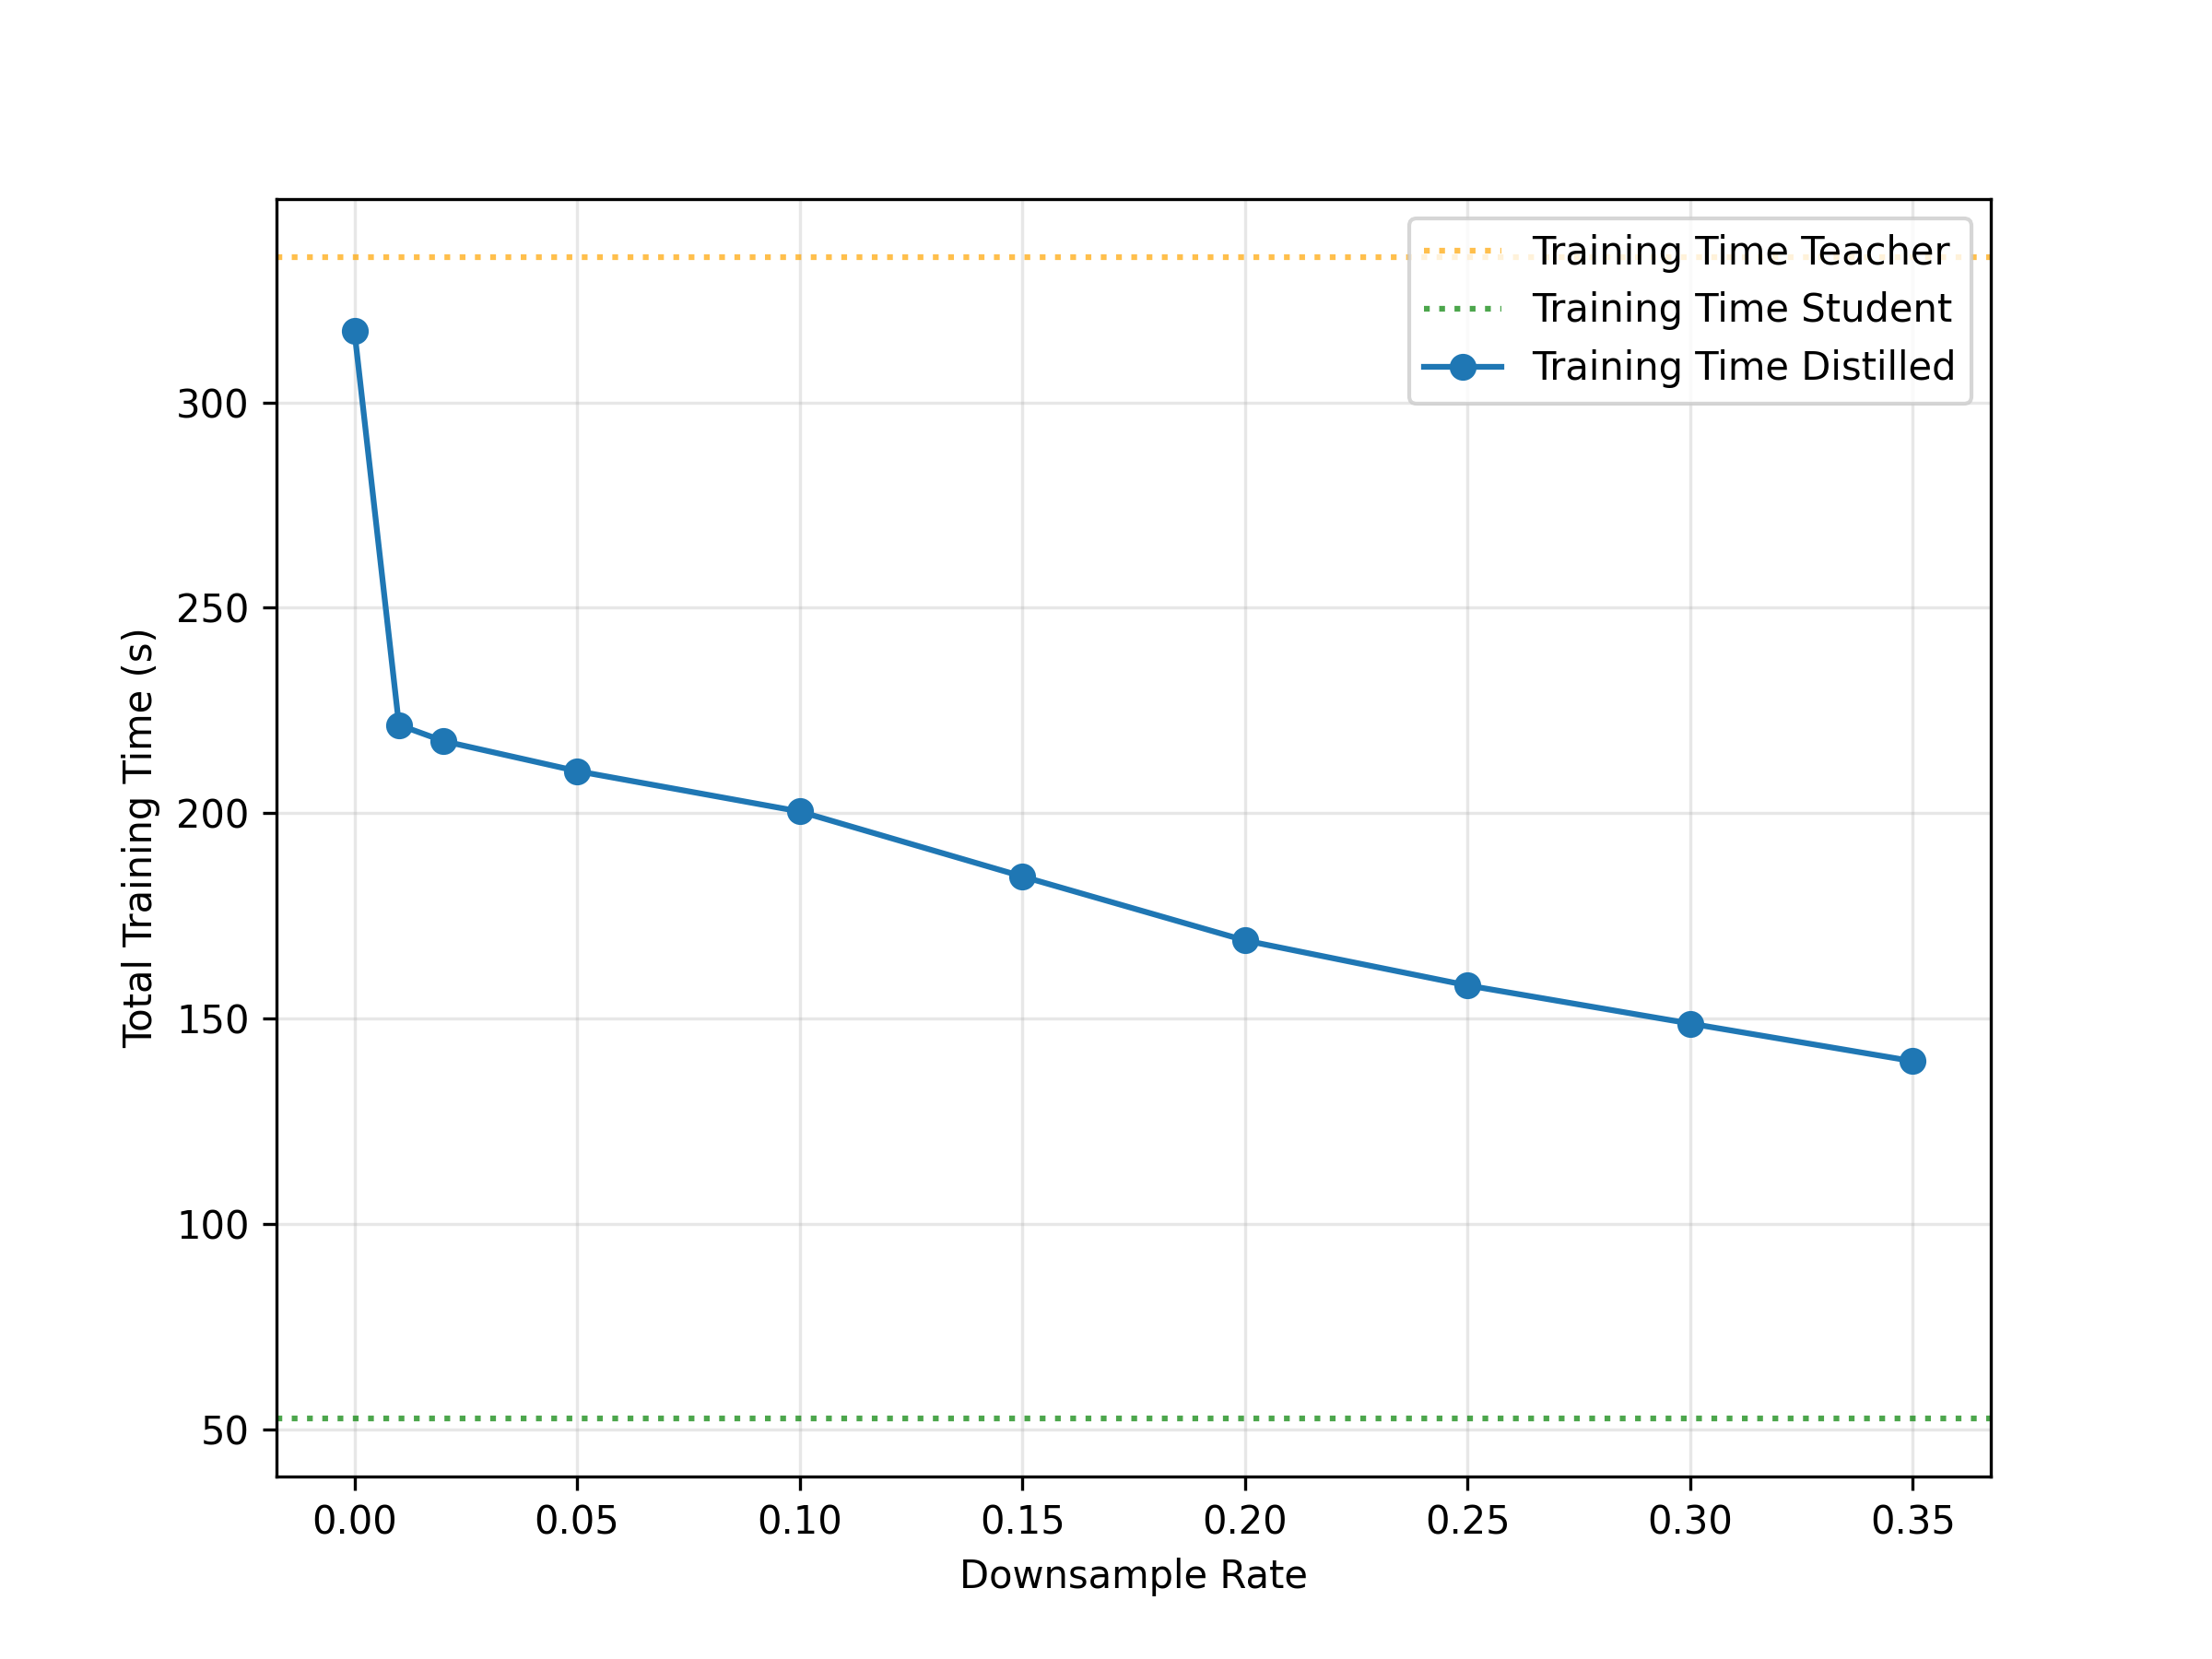 Training Time Teacher
Training Time Student
Training Time Distilled
300
250
200
150
100
50
Total Training Time (s)
0.00 0.05 0.10 0.15 0.20 0.25 0.30 0.35
Downsample Rate